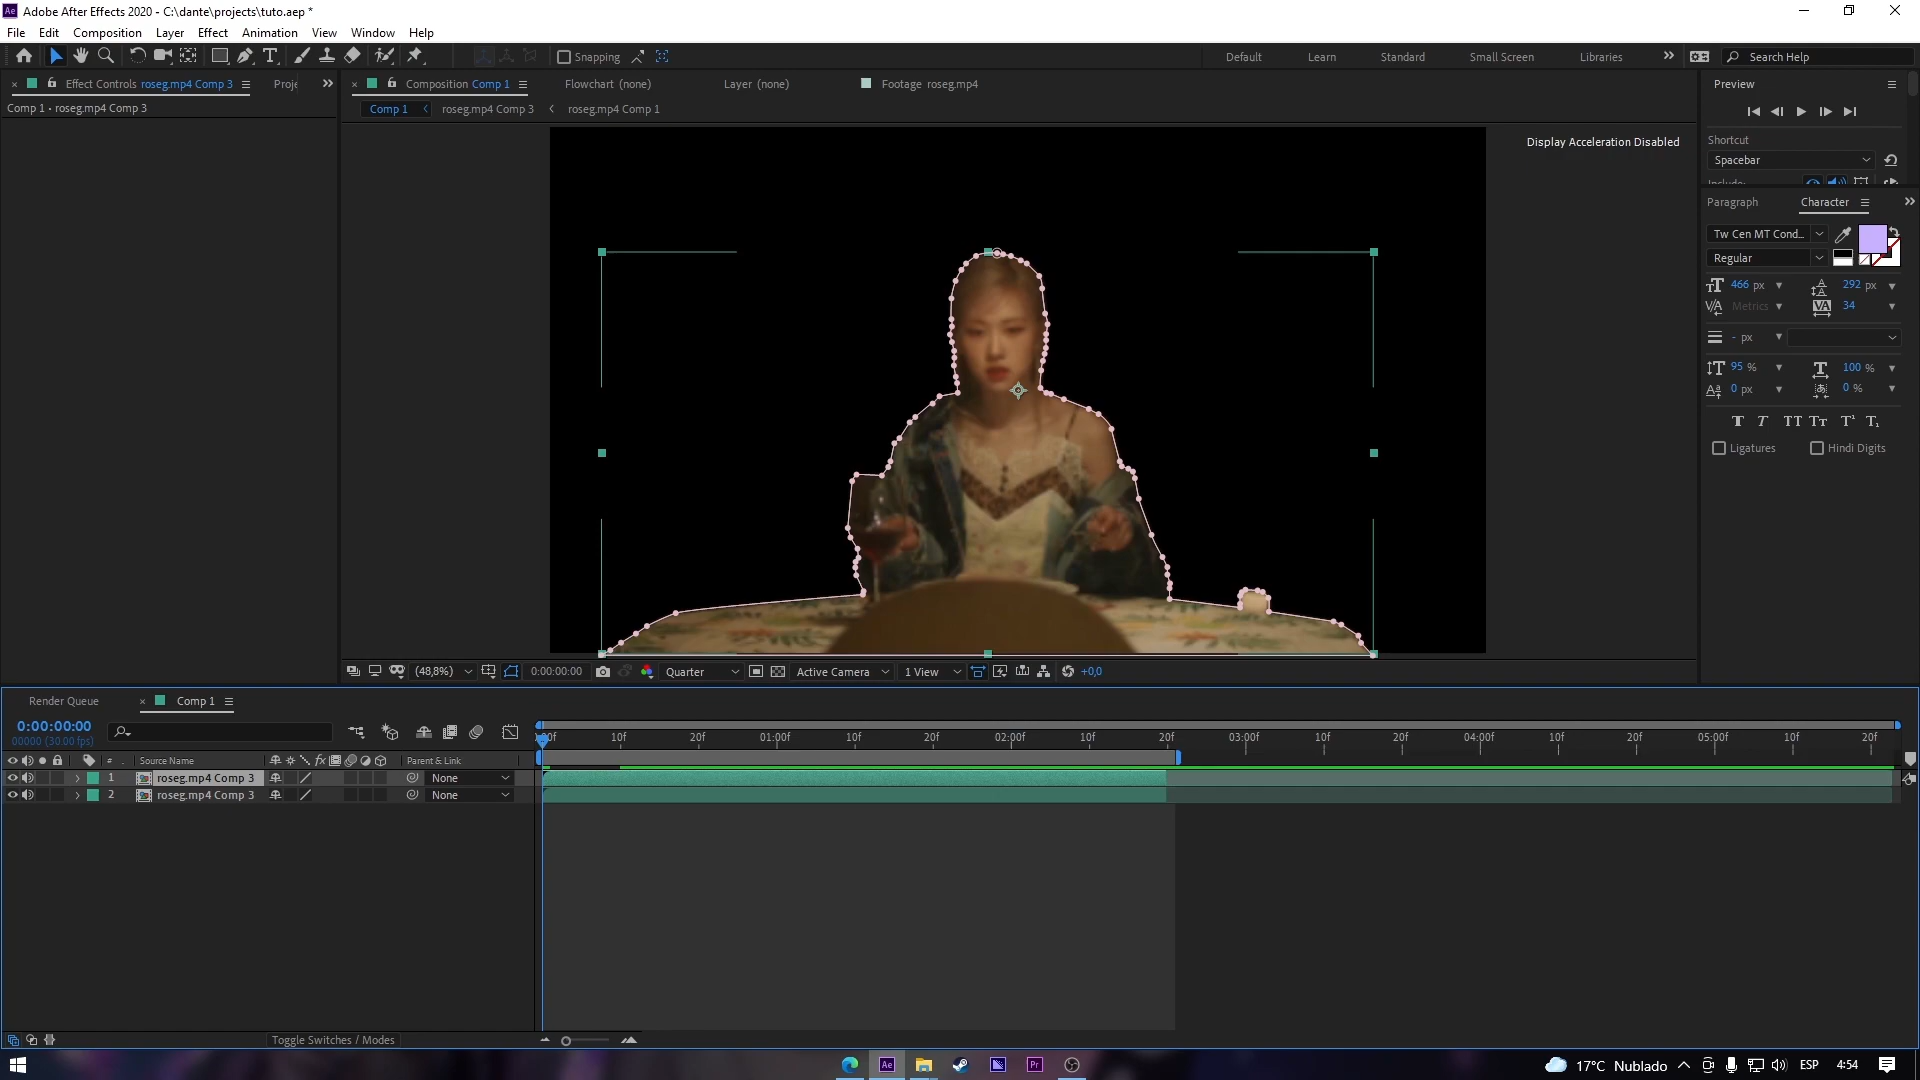 Ae Adobe After Effects 2020 - C:\dante\projects\tuto.aep *
File Edit Composition Layer Effect Animation View Window Help
Snapping
Default Learn Standard Small Screen Libraries Search Help
Effect Controls roseg.mp4 Comp 3 Proje
Comp 1 • roseg.mp4 Comp 3
Composition Comp 1 Flowchart (none) Layer (none) Footage roseg.mp4
Comp 1 roseg.mp4 Comp 3 roseg.mp4 Comp 1
Display Acceleration Disabled
Preview
Shortcut
Spacebar
Include:
Paragraph Character
Tw Cen MT Cond...
Regular
466 px 292 px
Metrics 34
- px
95 % 100 %
0 px 0 %
Ligatures Hindi Digits
(48,8%) 0:00:00:00 Quarter Active Camera 1 View +0,0
Render Queue Comp 1
0:00:00:00
00000 (30.00 fps)
:00f 10f 20f 01:00f 10f 20f 02:00f 10f 20f 03:00f 10f 20f 04:00f 10f 20f 05:00f 10f 20f
# Source Name fx Parent & Link
1 roseg.mp4 Comp 3 None
2 roseg.mp4 Comp 3 None
Toggle Switches / Modes
Ae Pr 17°C Nublado ESP 4:54